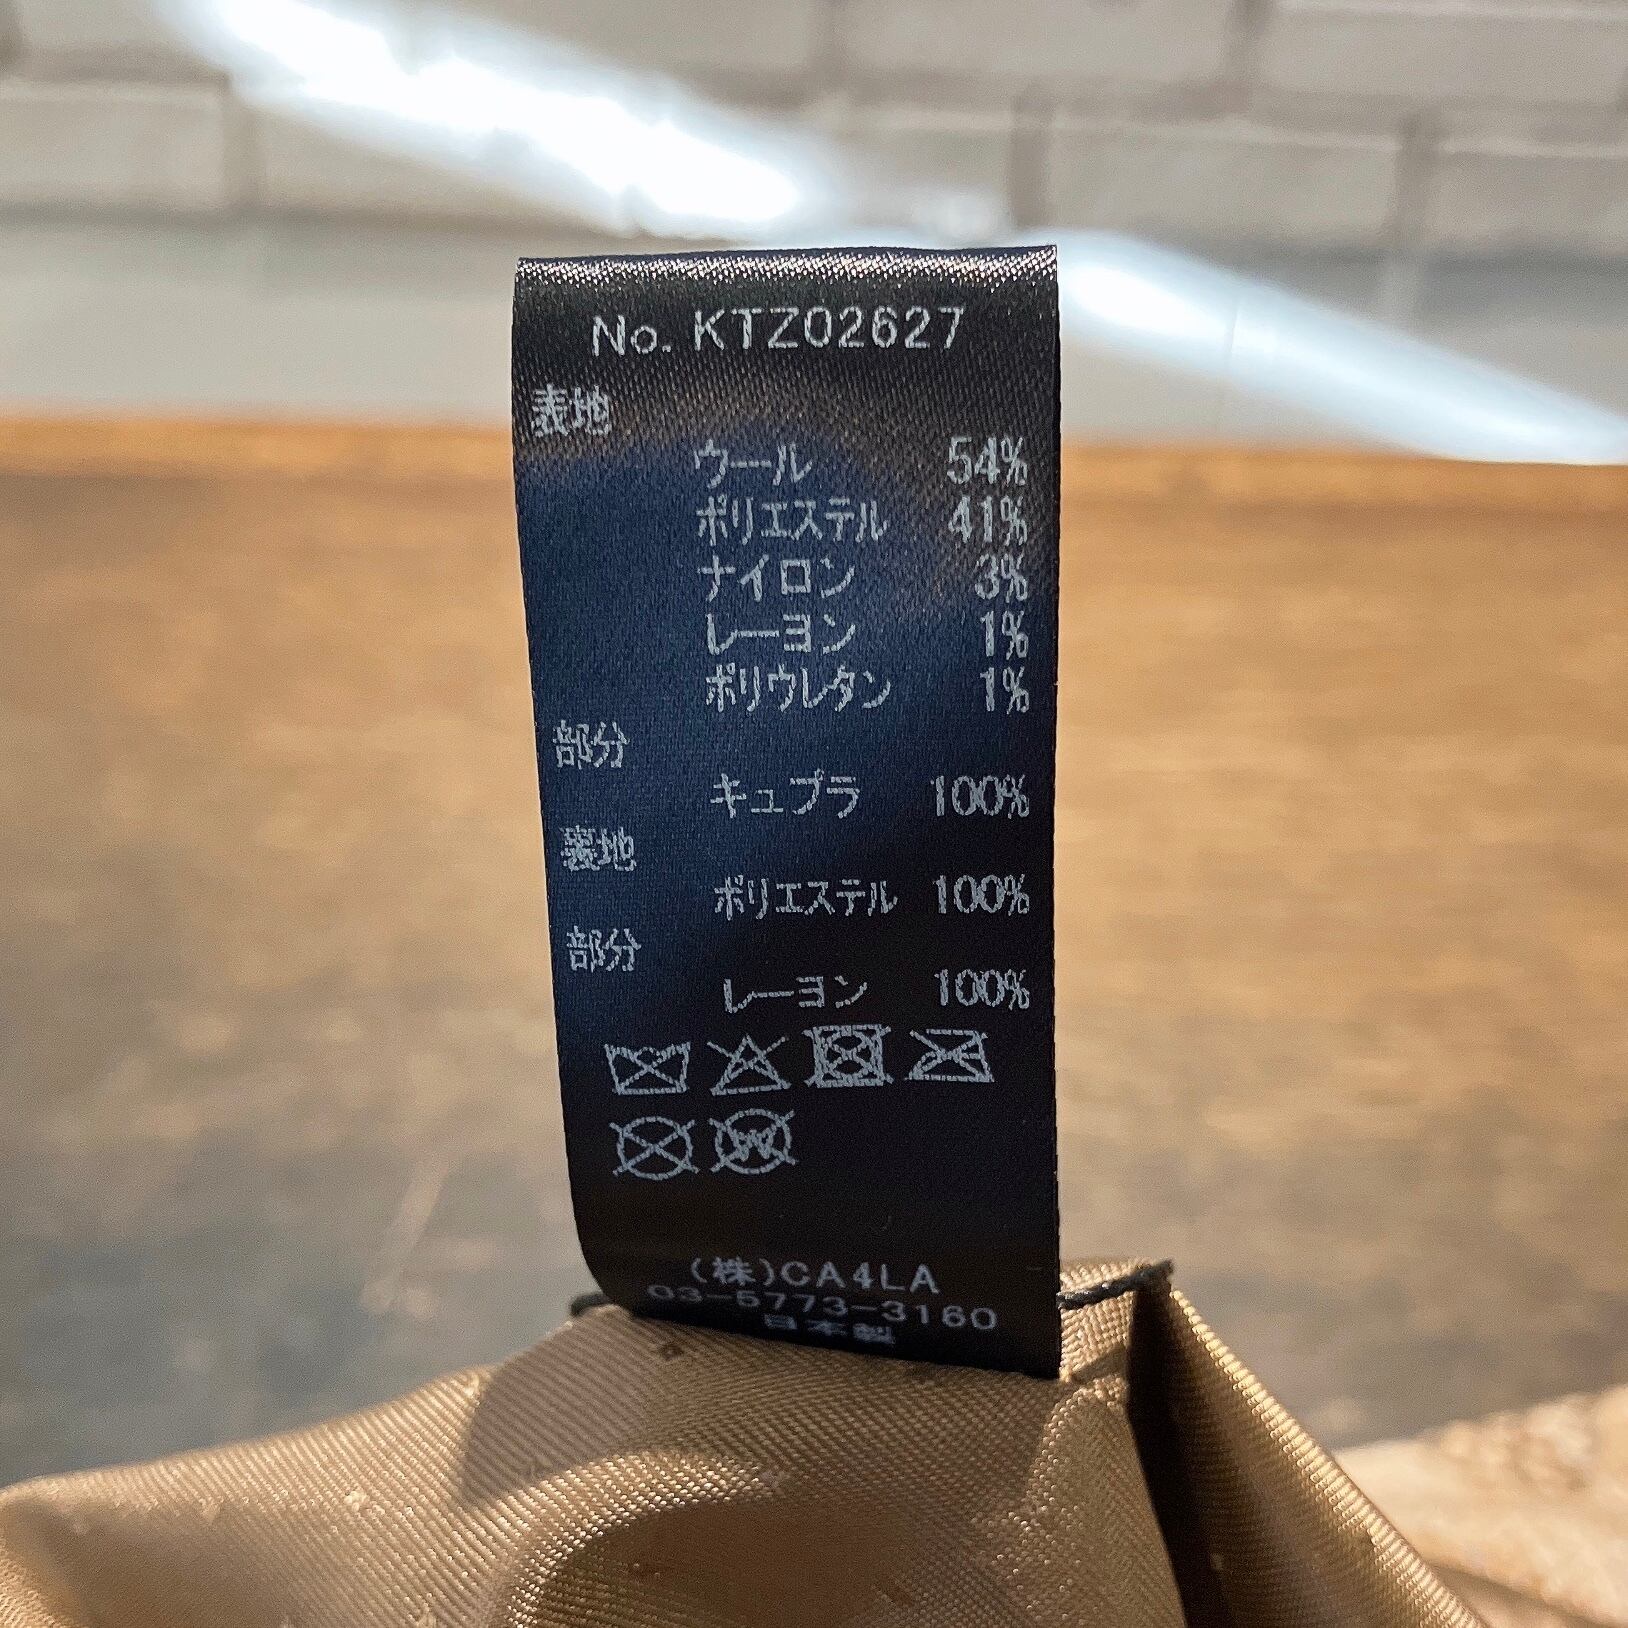 No. KTZ02627
表地
ウール 54%
ポリエステル 41%
ナイロン 3%
レーヨン 1%
ポリウレタン 1%
部分
キュプラ 100%
裏地
ポリエステル 100%
部分
レーヨン 100%
W
(株)CA4LA
03-5773-3160
日本製